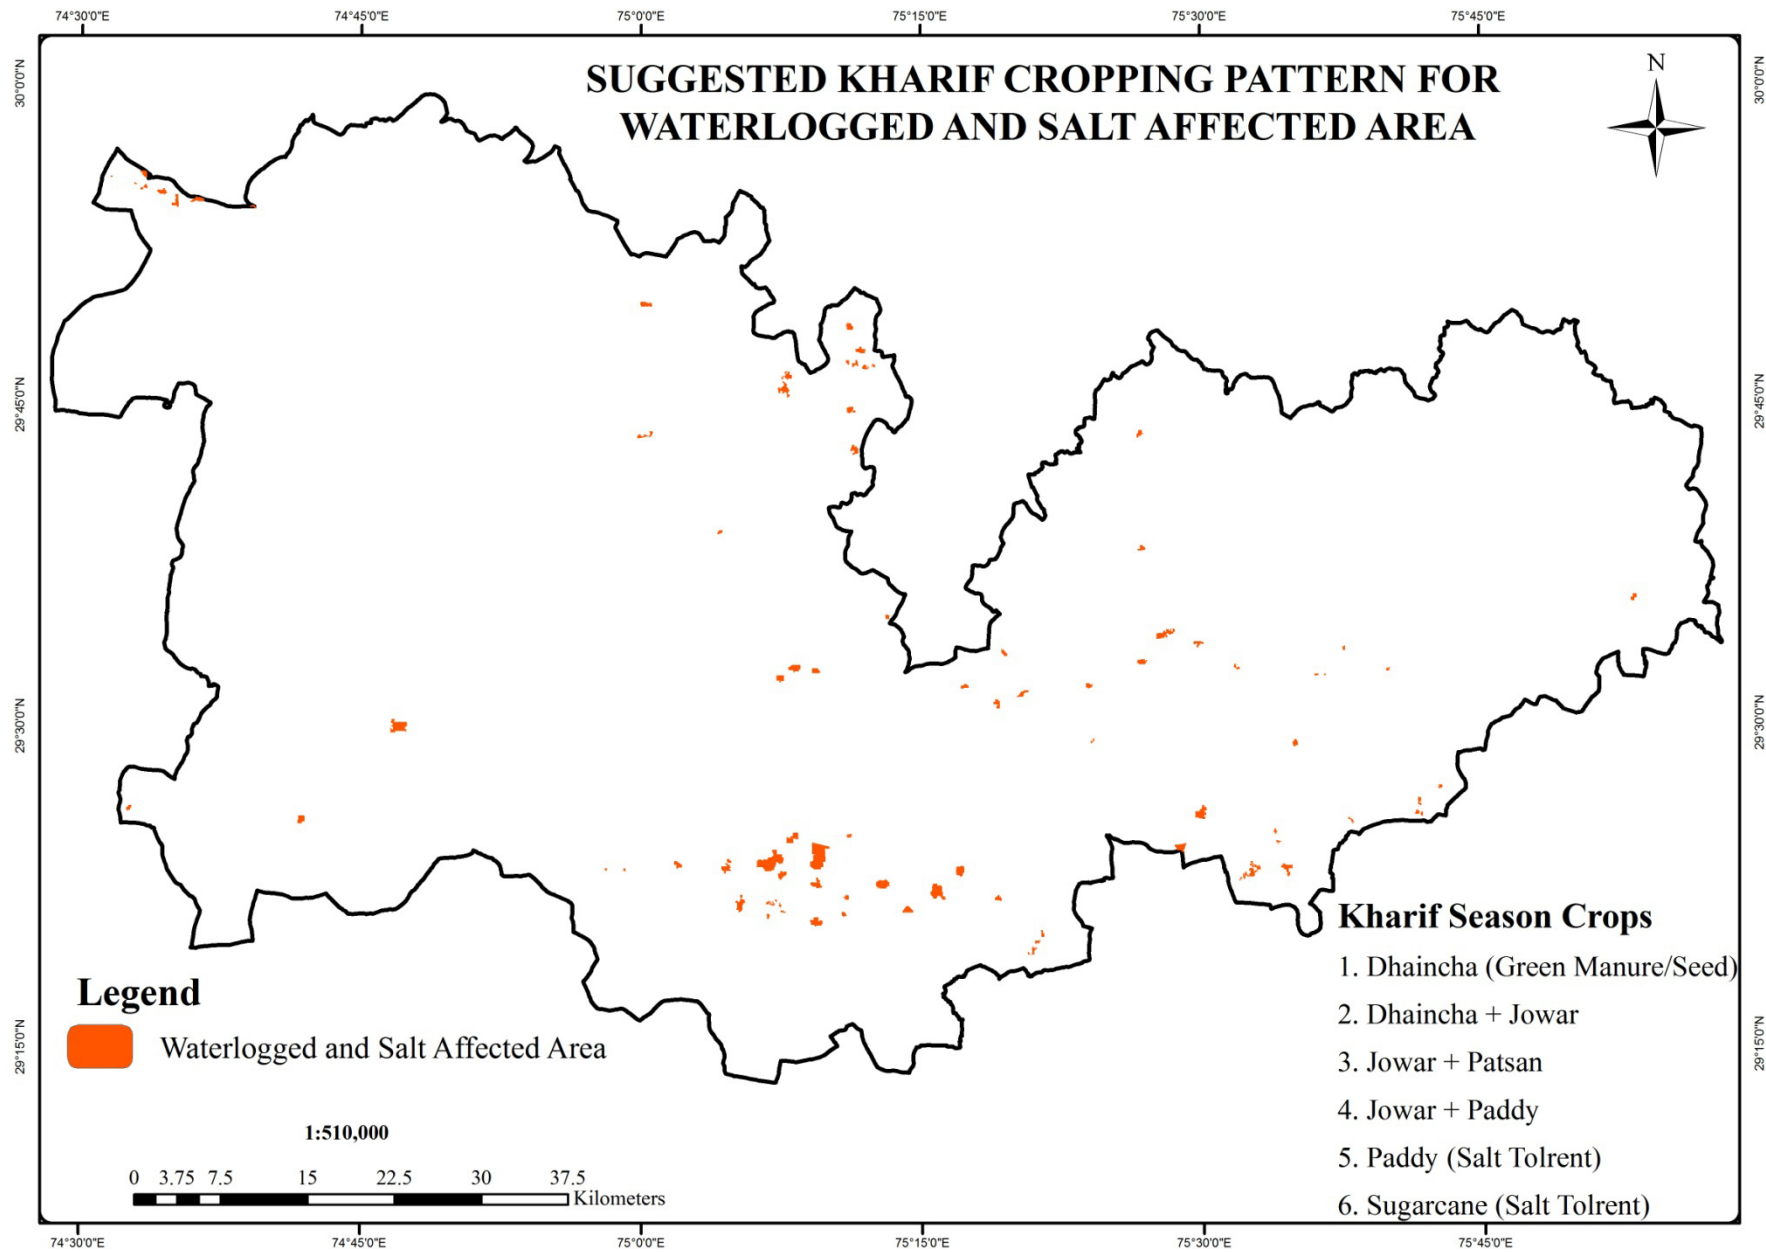 74°30'0"E 74°45'0"E 75°0'0"E 75°15'0"E 75°30'0"E 75°45'0"E
30°0'0"N
30°0'0"N
SUGGESTED KHARIF CROPPING PATTERN FOR
WATERLOGGED AND SALT AFFECTED AREA
N
29°45'0"N
29°45'0"N
29°30'0"N
29°30'0"N
29°15'0"N
29°15'0"N
Legend
Waterlogged and Salt Affected Area
1:510,000
0 3.75 7.5 15 22.5 30 37.5
Kilometers
Kharif Season Crops
1. Dhaincha (Green Manure/Seed)
2. Dhaincha + Jowar
3. Jowar + Patsan
4. Jowar + Paddy
5. Paddy (Salt Tolrent)
6. Sugarcane (Salt Tolrent)
74°30'0"E 74°45'0"E 75°0'0"E 75°15'0"E 75°30'0"E 75°45'0"E